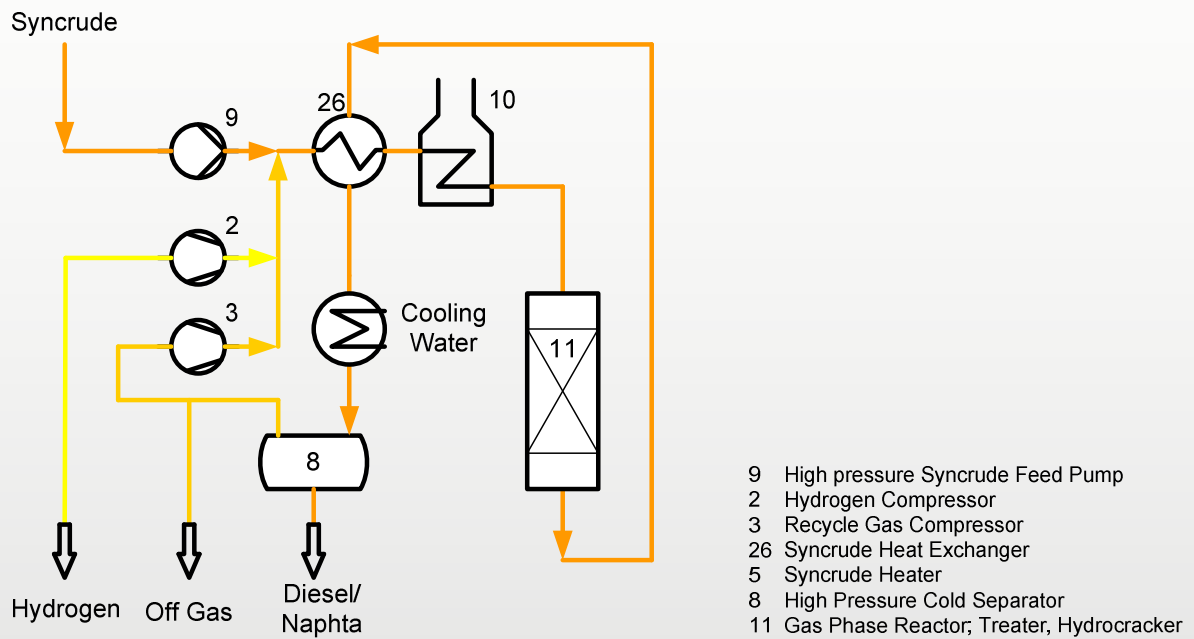 Syncrude
9
26
10
2
3
Cooling
Water
11
8
Hydrogen
Off Gas
Diesel/
Naphta
9 High pressure Syncrude Feed Pump
2 Hydrogen Compressor
3 Recycle Gas Compressor
26 Syncrude Heat Exchanger
5 Syncrude Heater
8 High Pressure Cold Separator
11 Gas Phase Reactor; Treater, Hydrocracker